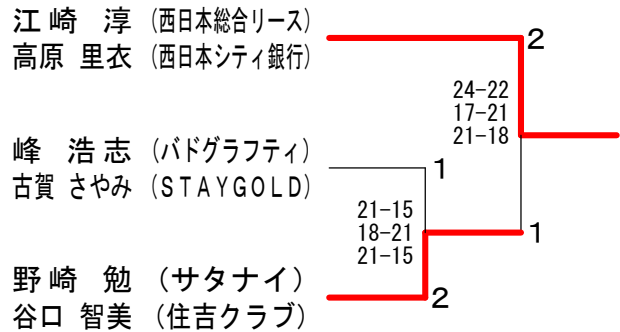 江崎 淳 (西日本総合リース)
高原 里衣 (西日本シティ銀行)
2
24-22
17-21
21-18
峰 浩志 (バドグラフティ)
古賀 さやみ (STAYGOLD)
1
21-15
18-21
21-15
1
野崎 勉 (サタナイ)
谷口 智美 (住吉クラブ)
2